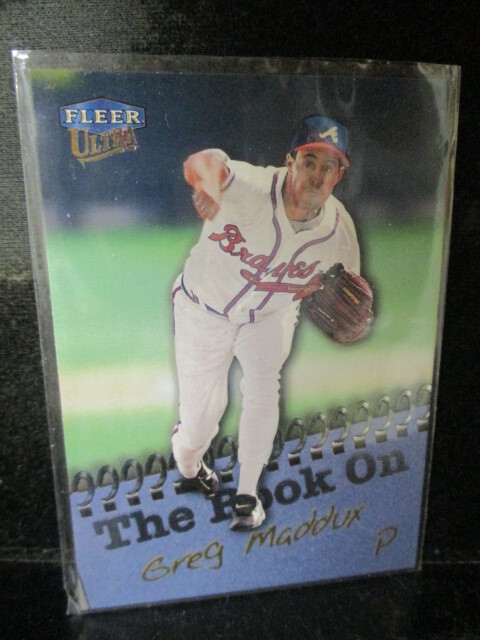 FLEER
ULTRA
Braves
The Book On
Greg Maddux
P